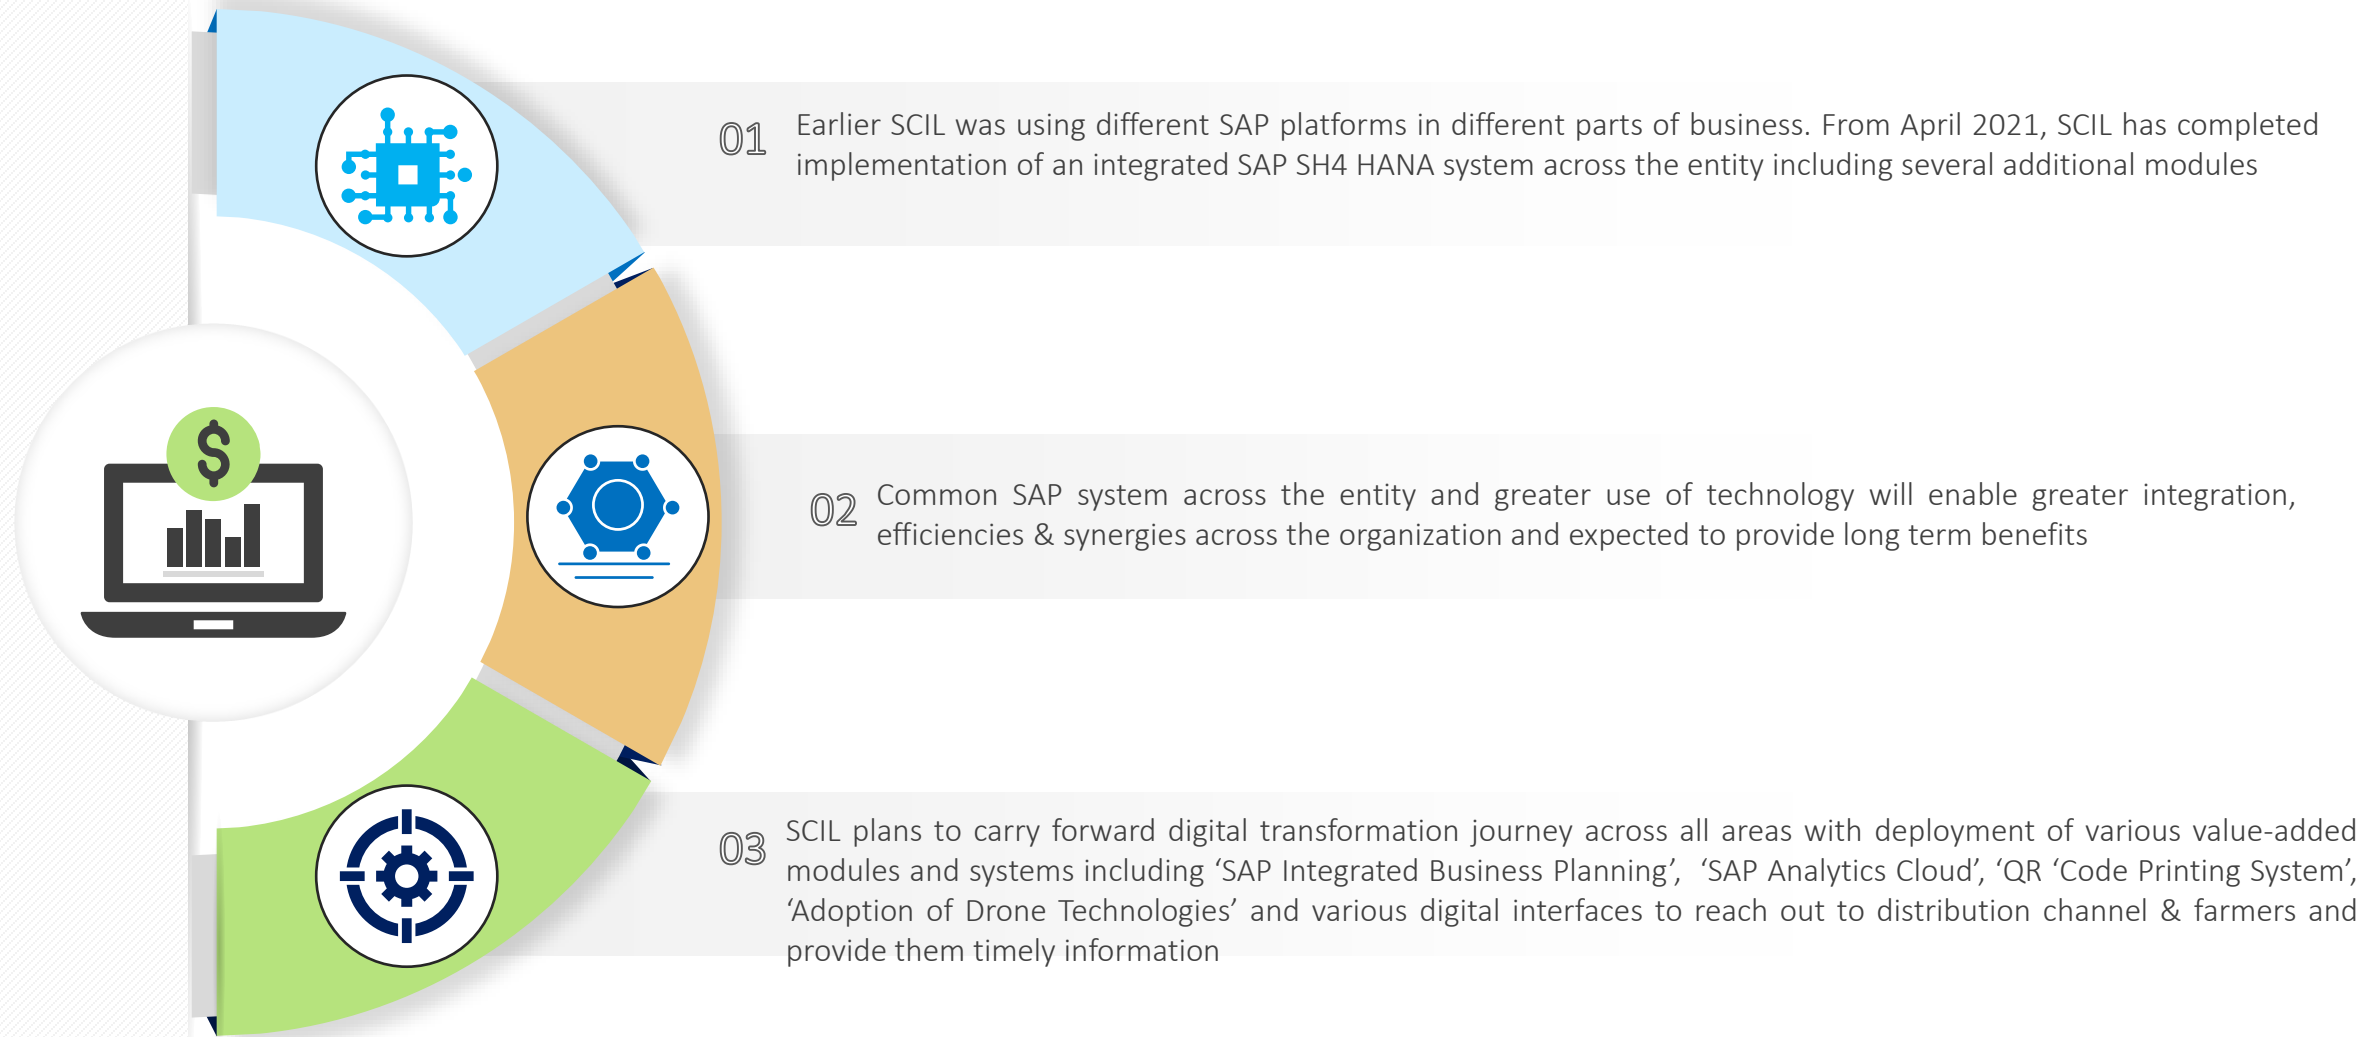 01
Earlier SCIL was using different SAP platforms in different parts of business. From April 2021, SCIL has completed
implementation of an integrated SAP SH4 HANA system across the entity including several additional modules
$
02
Common SAP system across the entity and greater use of technology will enable greater integration,
efficiencies & synergies across the organization and expected to provide long term benefits
03
SCIL plans to carry forward digital transformation journey across all areas with deployment of various value-added
modules and systems including ‘SAP Integrated Business Planning’, ‘SAP Analytics Cloud’, ‘QR ‘Code Printing System’,
‘Adoption of Drone Technologies’ and various digital interfaces to reach out to distribution channel & farmers and
provide them timely information